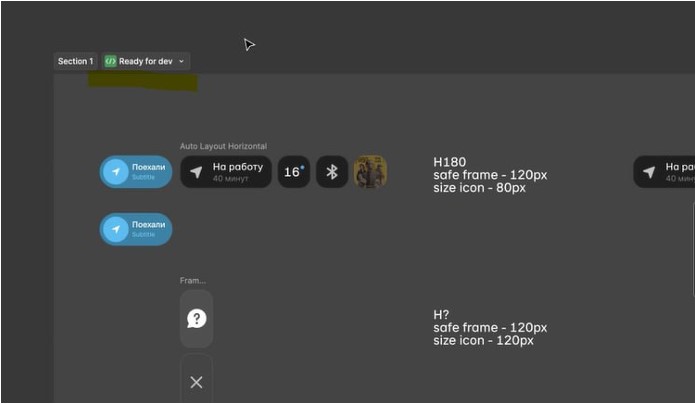 Section 1
Ready for dev
Auto Layout Horizontal
Поехали
Subtitle
На работу
40 минут
16°
H180
safe frame - 120px
size icon - 80px
На ра
40 мин
Поехали
Subtitle
Fram...
?
H?
safe frame - 120px
size icon - 120px